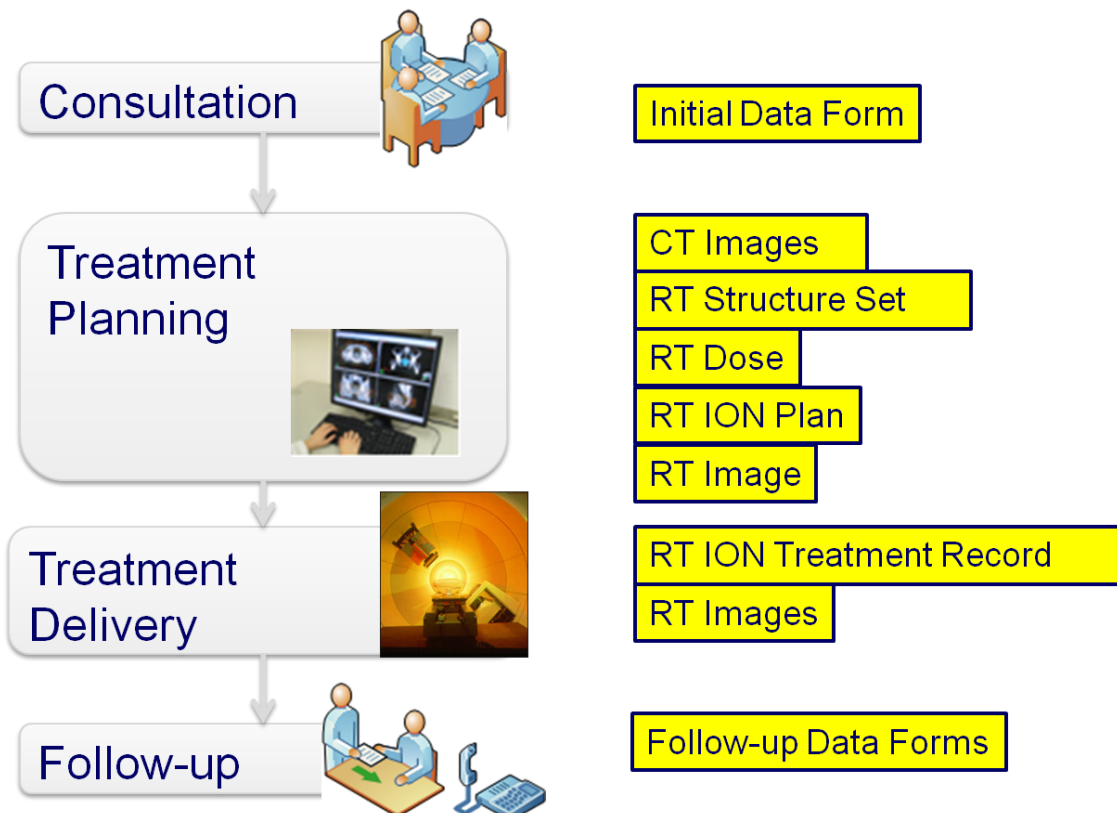 Consultation
Initial Data Form
Treatment
Planning
CT Images
RT Structure Set
RT Dose
RT ION Plan
RT Image
Treatment
Delivery
RT ION Treatment Record
RT Images
Follow-up
Follow-up Data Forms